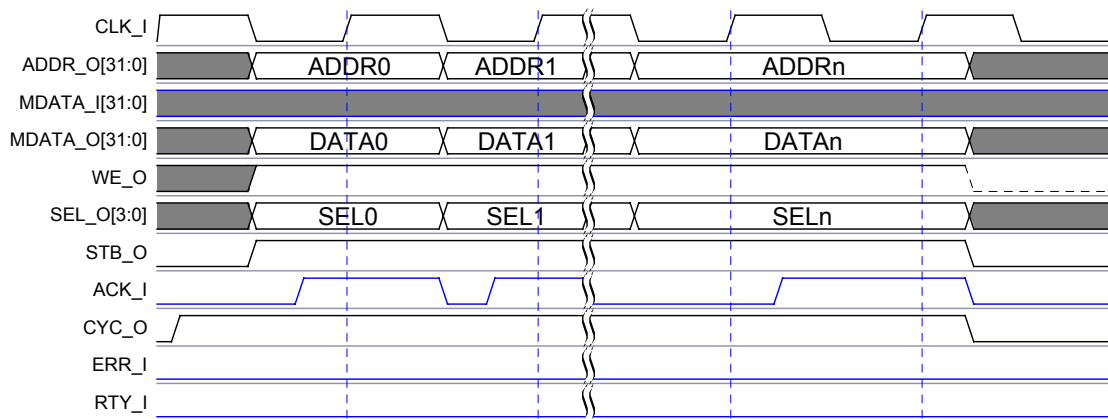 CLK_I
ADDR_O[31:0] ADDR0 ADDR1 ADDRn
MDATA_I[31:0]
MDATA_O[31:0] DATA0 DATA1 DATAn
WE_O
SEL_O[3:0] SEL0 SEL1 SELn
STB_O
ACK_I
CYC_O
ERR_I
RTY_I